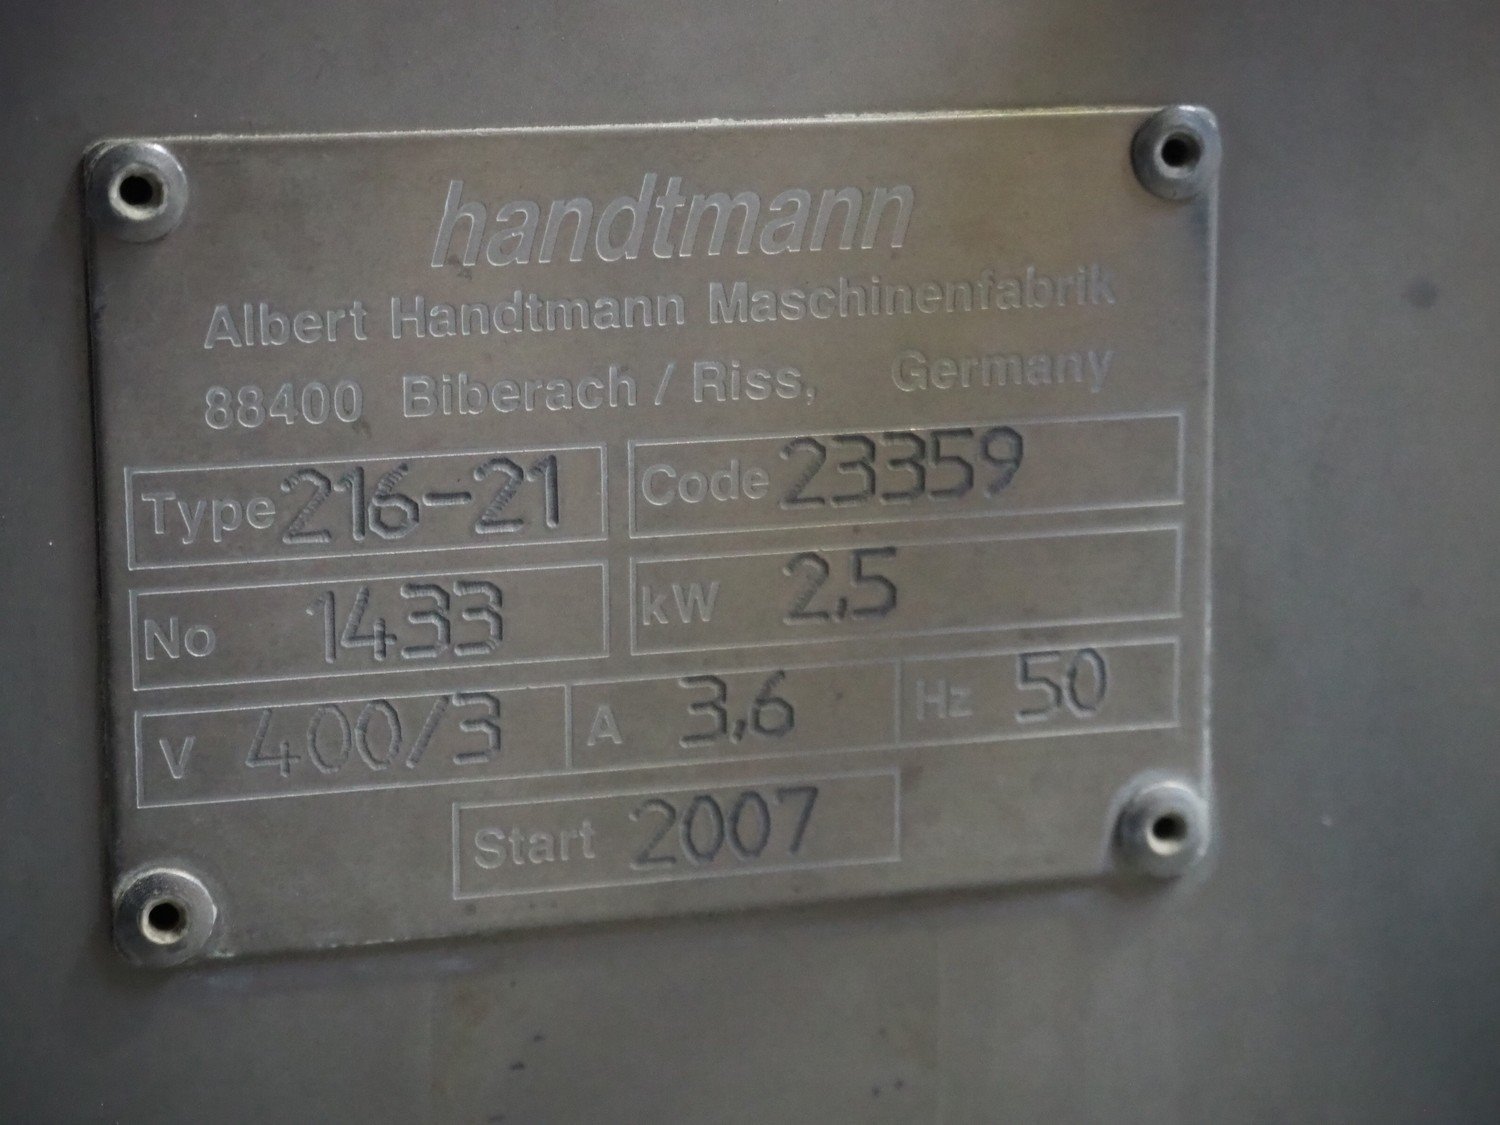 handtmann
Albert Handtmann Maschinenfabrik
88400 Biberach / Riss, Germany
Type 216-21 Code 23359
No 1433 kW 2,5
V 400/3 A 3,6 Hz 50
Start 2007